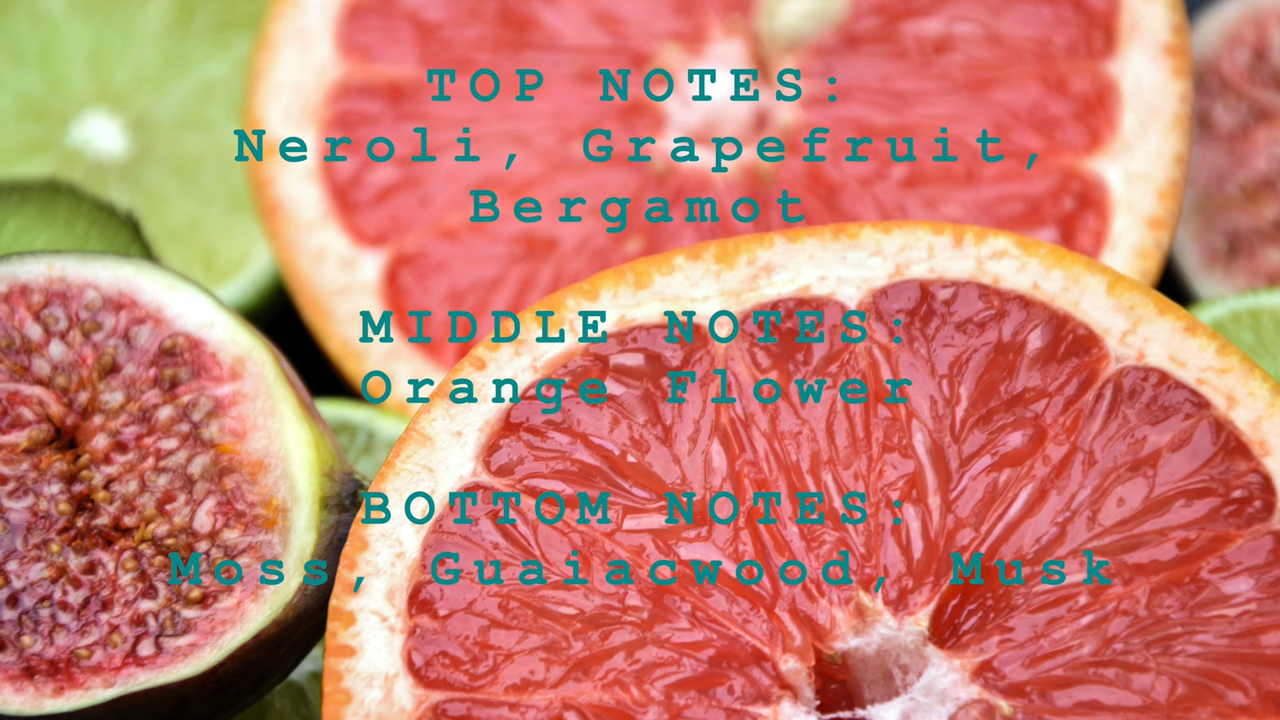 TOP NOTES:
Neroli, Grapefruit,
Bergamot
MIDDLE NOTES:
Orange Flower
BOTTOM NOTES:
Moss, Guaiacwood, Musk